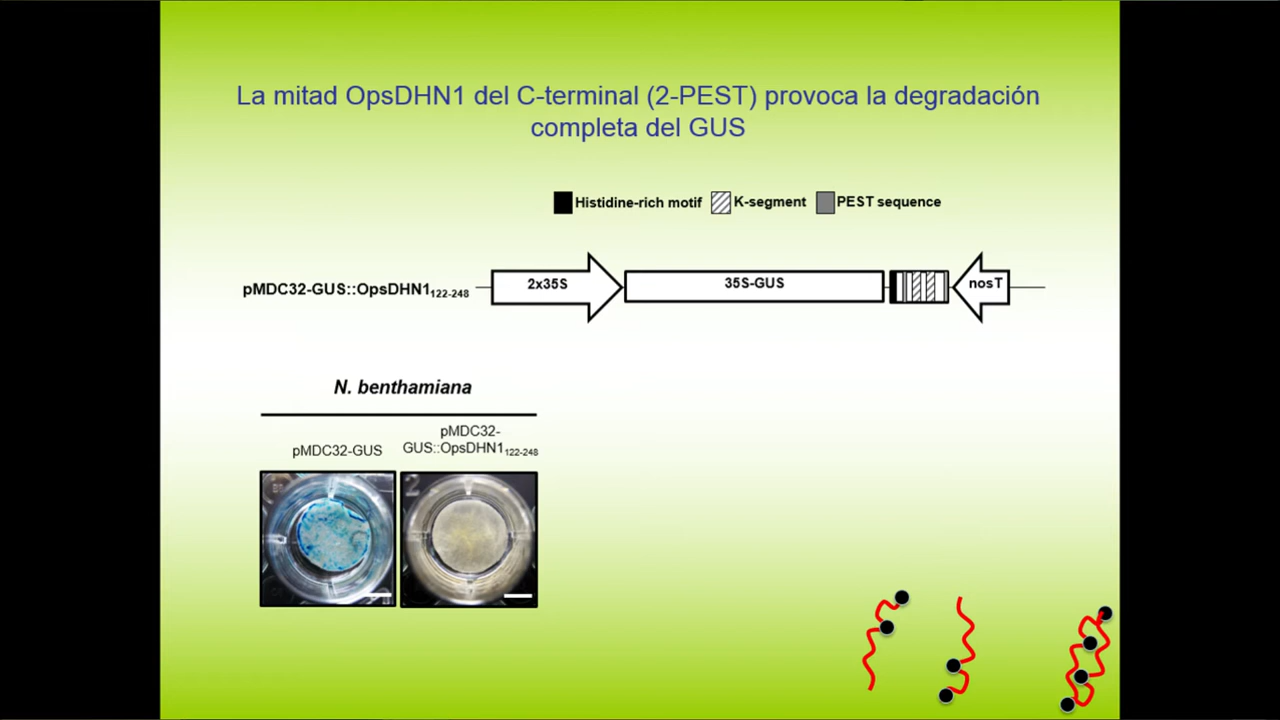 La mitad OpsDHN1 del C-terminal (2-PEST) provoca la degradación
completa del GUS
Histidine-rich motif K-segment PEST sequence
pMDC32-GUS::OpsDHN1122-248 2x35S 35S-GUS nosT
N. benthamiana
pMDC32-GUS
pMDC32-
GUS::OpsDHN1122-248
2